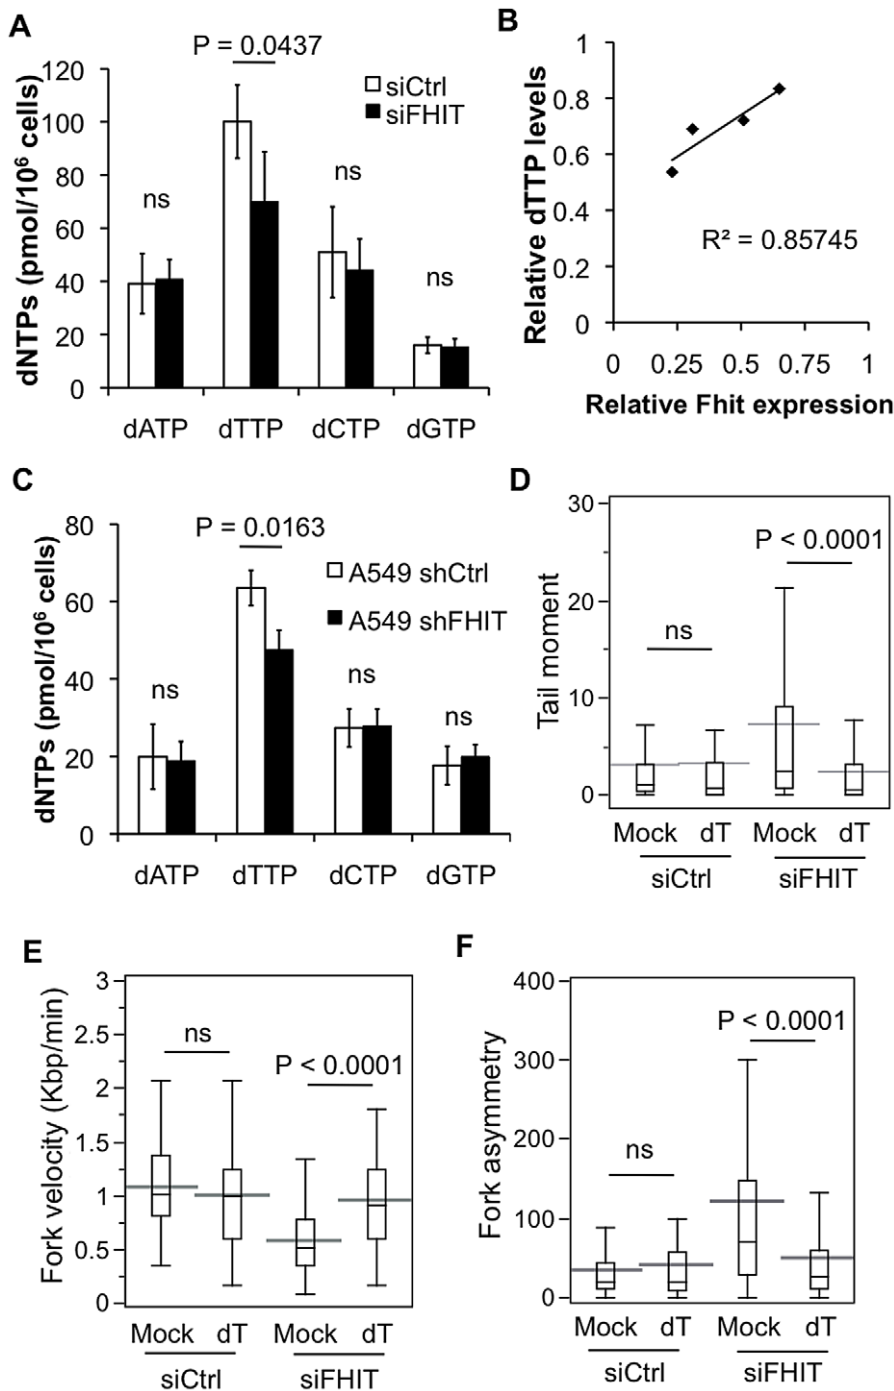 A
P = 0.0437
dNTPs (pmol/10⁶ cells)
120
100
80
60
40
20
0
siCtrl
siFHIT
ns
ns
ns
dATP dTTP dCTP dGTP
B
Relative dTTP levels
1
0.8
0.6
0.4
0.2
0
R² = 0.85745
0 0.25 0.5 0.75 1
Relative Fhit expression
C
P = 0.0163
dNTPs (pmol/10⁶ cells)
80
60
40
20
0
A549 shCtrl
A549 shFHIT
ns
ns
ns
dATP dTTP dCTP dGTP
D
Tail moment
30
20
10
0
P < 0.0001
ns
Mock dT Mock dT
siCtrl siFHIT
E
Fork velocity (Kbp/min)
3
2.5
2
1.5
1
0.5
0
ns
P < 0.0001
Mock dT Mock dT
siCtrl siFHIT
F
Fork asymmetry
400
300
200
100
0
P < 0.0001
ns
Mock dT Mock dT
siCtrl siFHIT